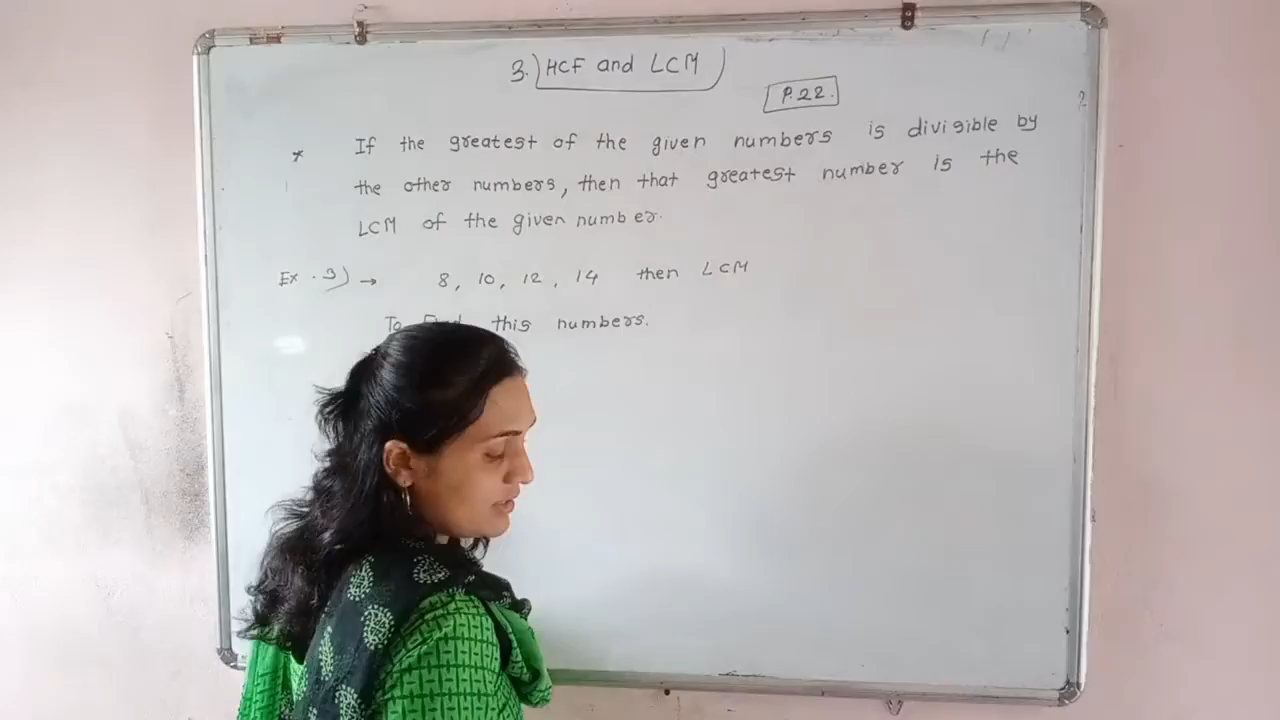 3.) HCF and LCM
P.22.
* If the greatest of the given numbers is divisible by
the other numbers, then that greatest number is the
LCM of the given number.
Ex. 3) → 8, 10, 12, 14 then LCM
To Find this numbers.